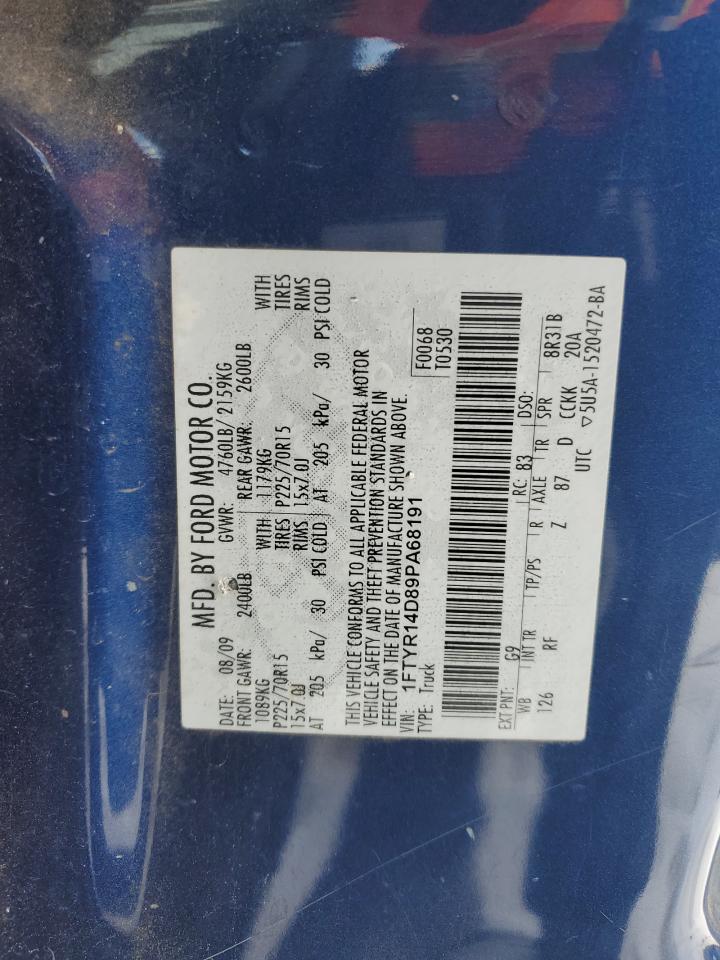 MFD. BY FORD MOTOR CO.
DATE: 08/09 GVWR: 4760LB/ 2159KG
FRONT GAWR: 2400LB REAR GAWR: 2600LB
1089KG WITH 1179KG WITH
P225/70R15 TIRES P225/70R15 TIRES
15x7.0J RIMS 15x7.0J RIMS
AT 205 kPa/ 30 PSI COLD AT 205 kPa/ 30 PSI COLD
THIS VEHICLE CONFORMS TO ALL APPLICABLE FEDERAL MOTOR
VEHICLE SAFETY AND THEFT PREVENTION STANDARDS IN
EFFECT ON THE DATE OF MANUFACTURE SHOWN ABOVE.
VIN: 1FTYR14D89PA68191 F0068
TYPE: Truck T0530
EXT PNT: G9 RC: 83 DSO:
WB INT TR TP/PS R AXLE TR SPR 8R31B
126 RF Z 87 D CCKK 20A
UTC ▽5U5A-1520472-BA